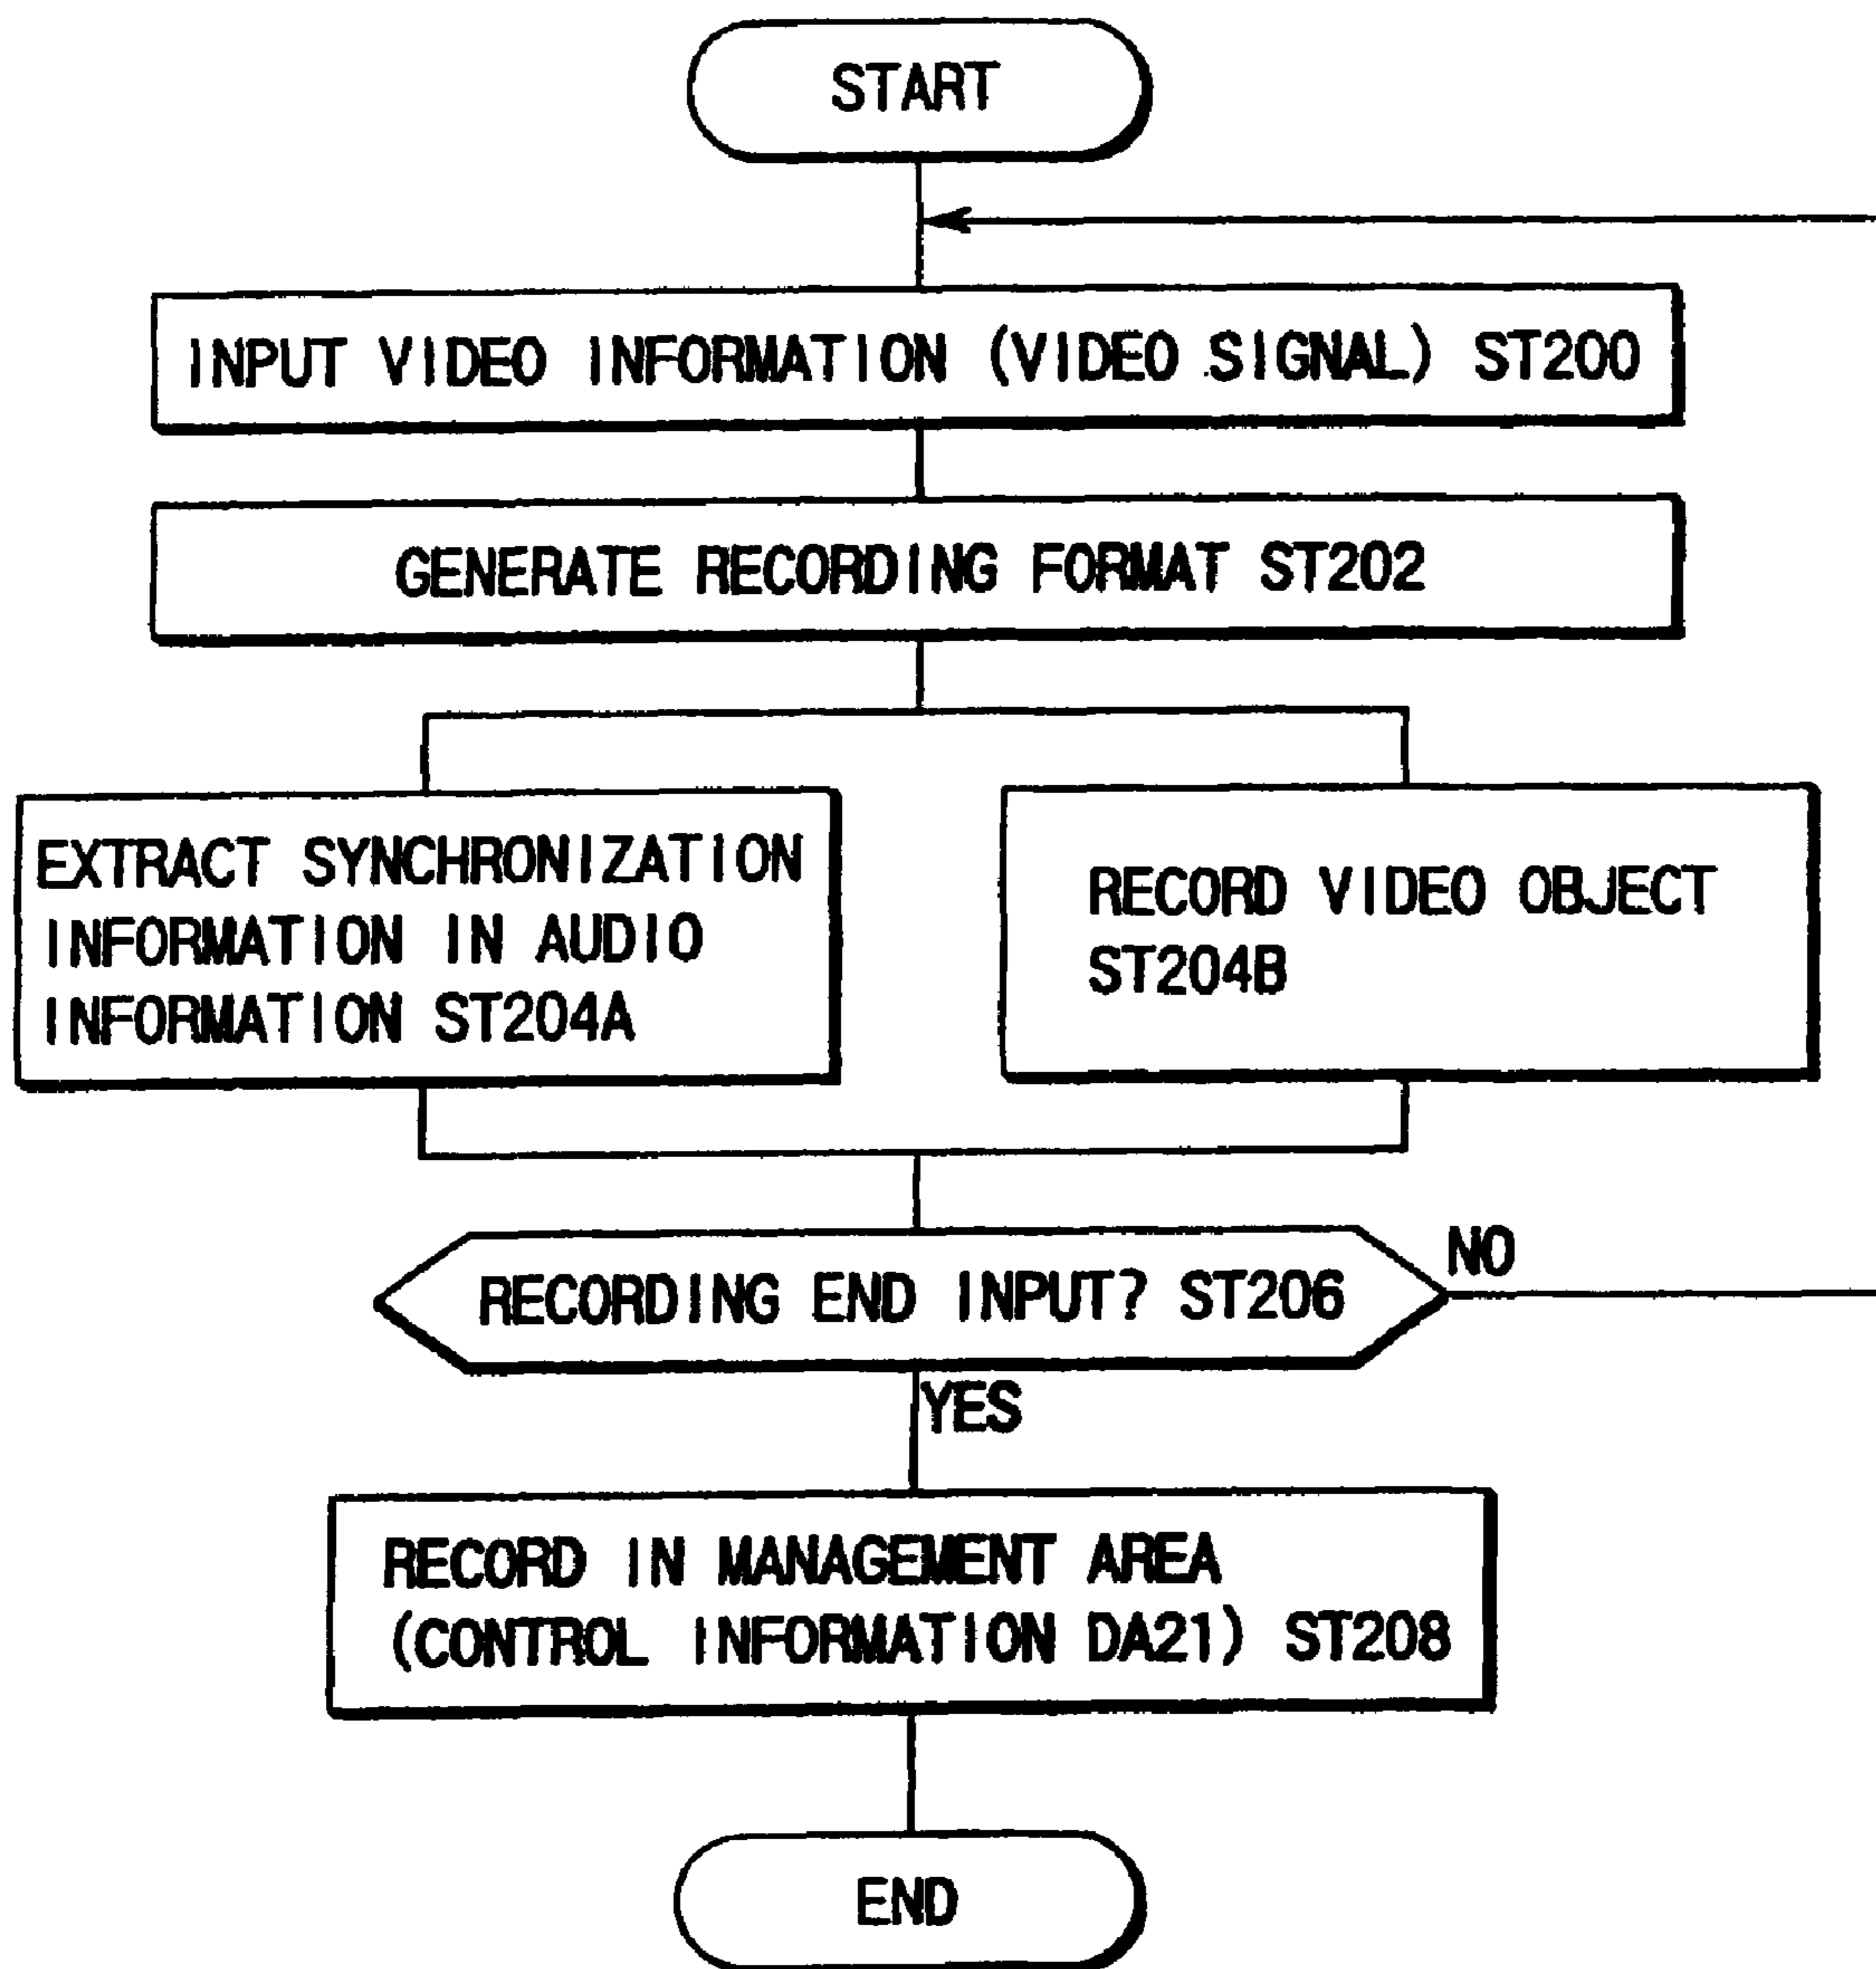 START
INPUT VIDEO INFORMATION (VIDEO SIGNAL) ST200
GENERATE RECORDING FORMAT ST202
EXTRACT SYNCHRONIZATION
INFORMATION IN AUDIO
INFORMATION ST204A
RECORD VIDEO OBJECT
ST204B
RECORDING END INPUT? ST206
NO
YES
RECORD IN MANAGEMENT AREA
(CONTROL INFORMATION DA21) ST208
END